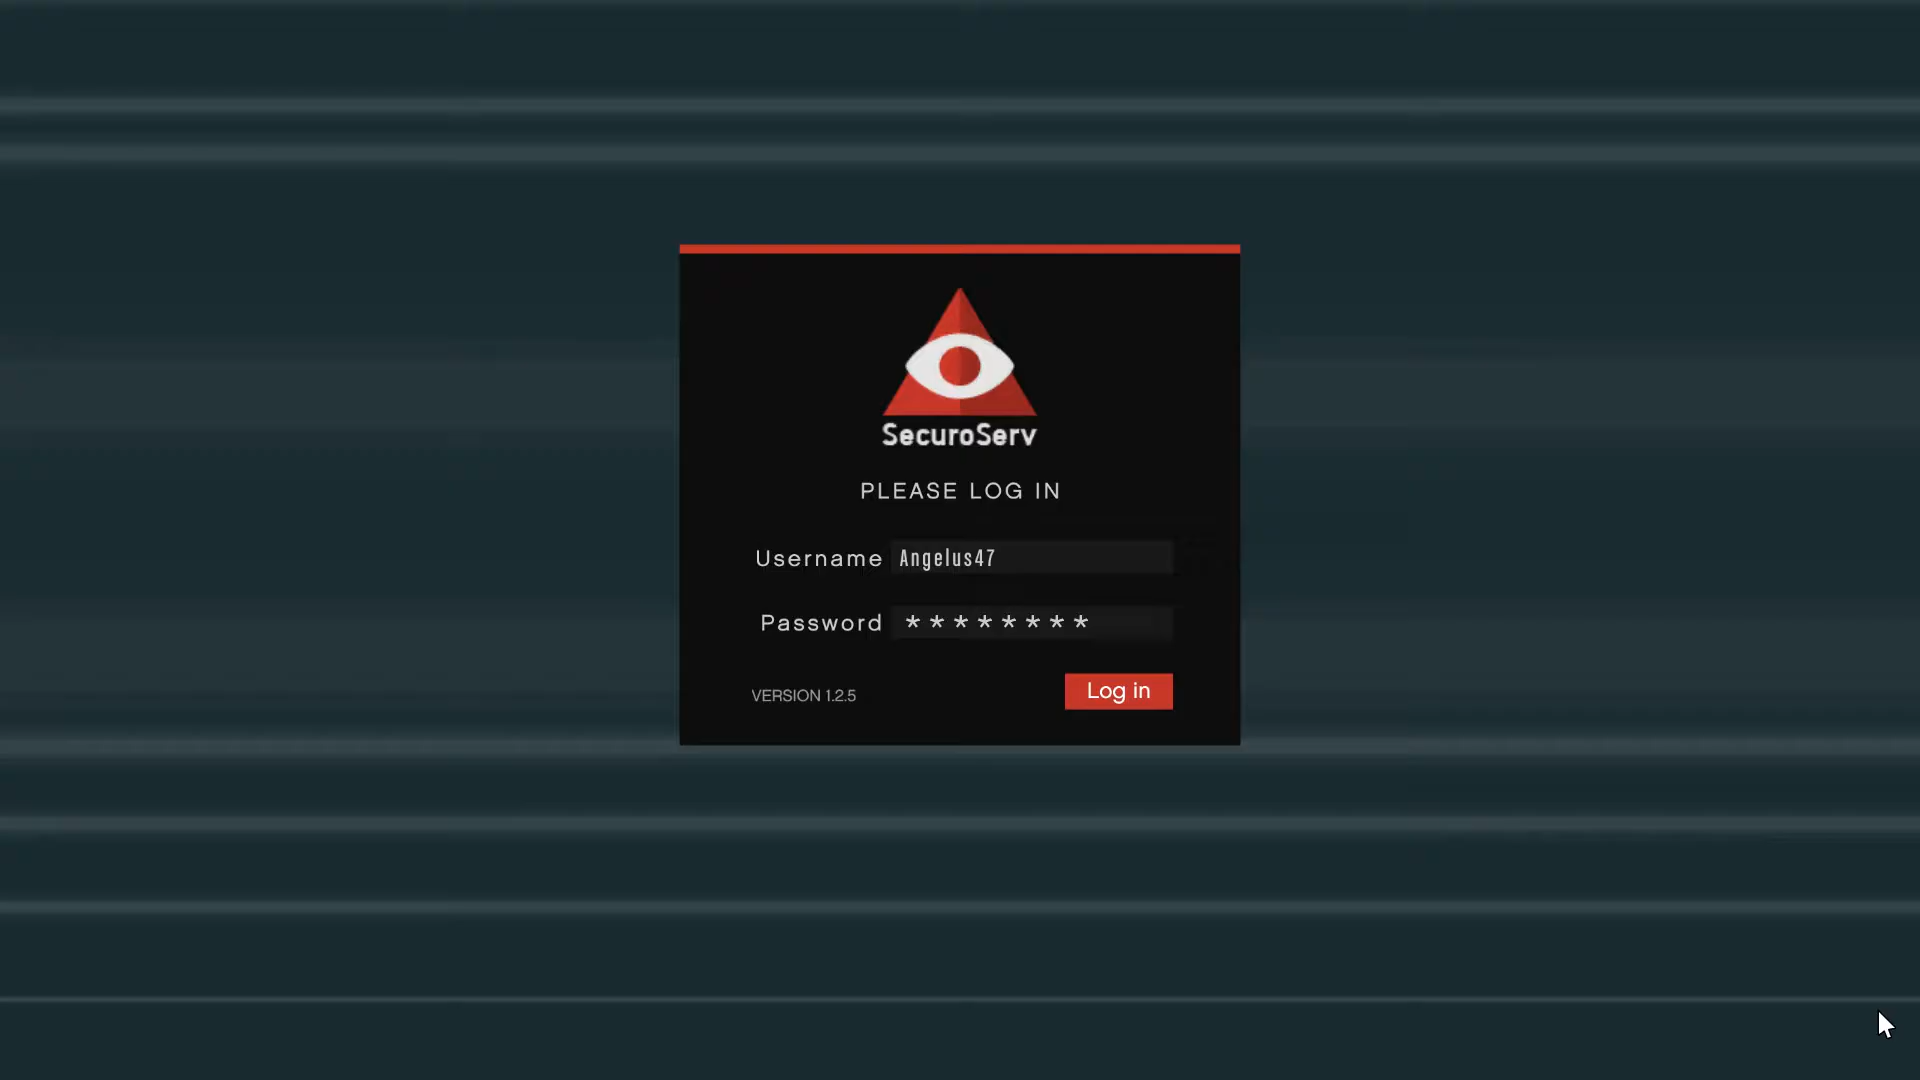 SecuroServ
PLEASE LOG IN
Username Angelus47
Password ********
VERSION 1.2.5 Log in